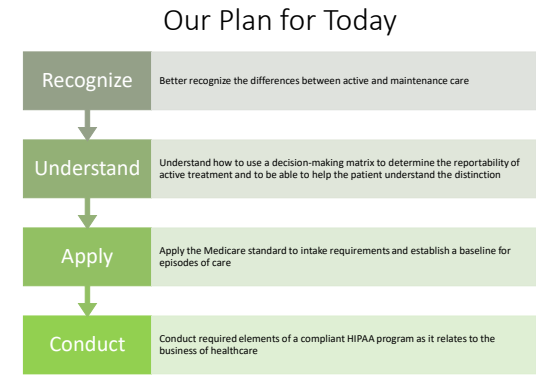 Our Plan for Today
Recognize
Better recognize the differences between active and maintenance care
Understand
Understand how to use a decision-making matrix to determine the reportability of
active treatment and to be able to help the patient understand the distinction
Apply
Apply the Medicare standard to intake requirements and establish a baseline for
episodes of care
Conduct
Conduct required elements of a compliant HIPAA program as it relates to the
business of healthcare